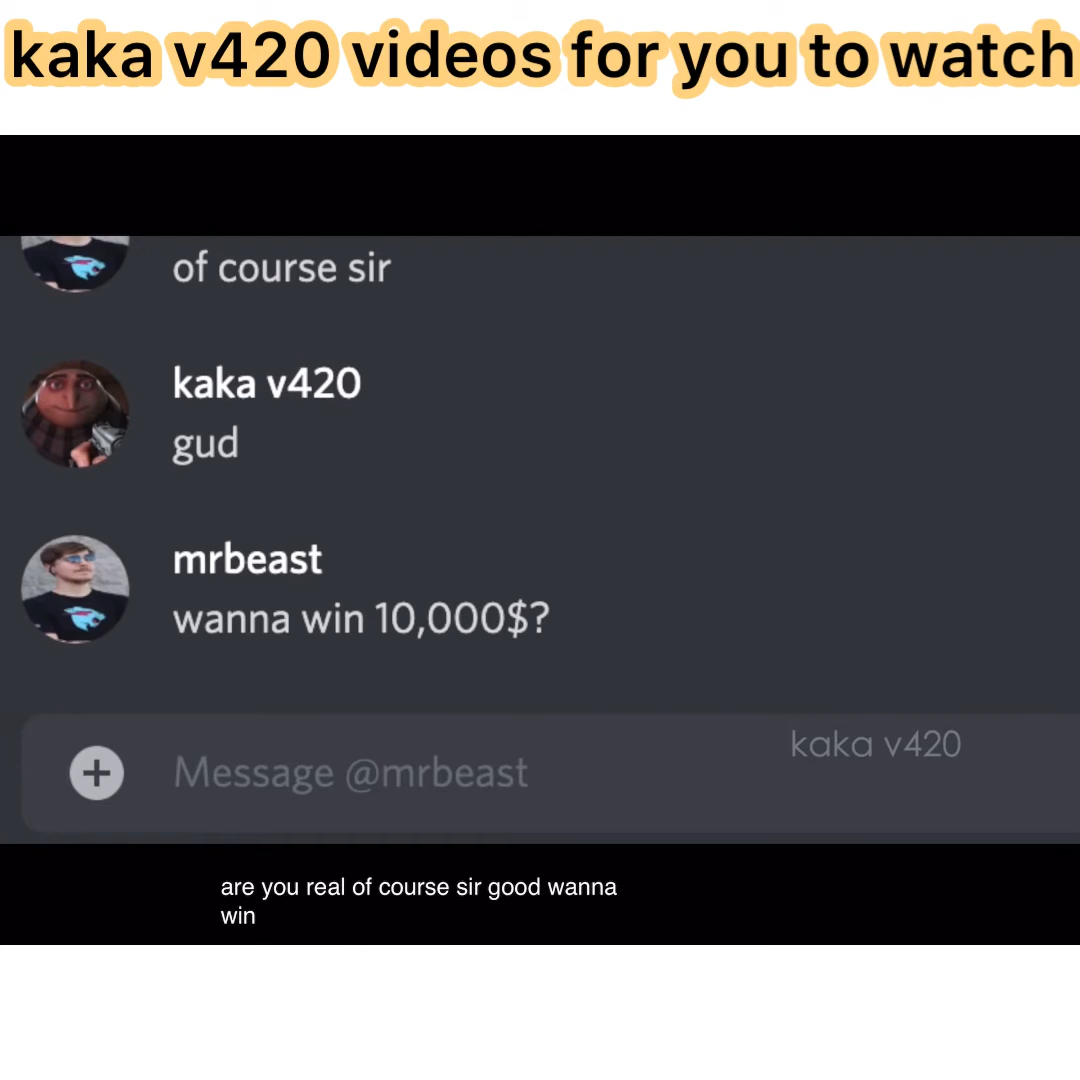 kaka v420 videos for you to watch
of course sir
kaka v420
gud
mrbeast
wanna win 10,000$?
Message @mrbeast
kaka v420
are you real of course sir good wanna
win